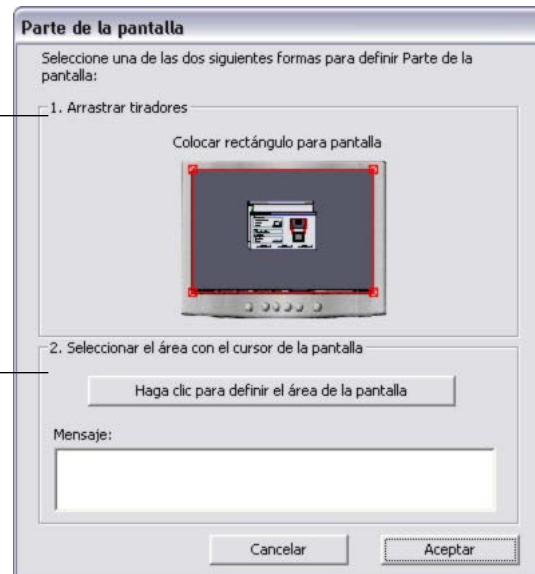 Parte de la pantalla
Seleccione una de las dos siguientes formas para definir Parte de la
pantalla:
1. Arrastrar tiradores
Colocar rectángulo para pantalla
2. Seleccionar el área con el cursor de la pantalla
Haga clic para definir el área de la pantalla
Mensaje:
Cancelar
Aceptar